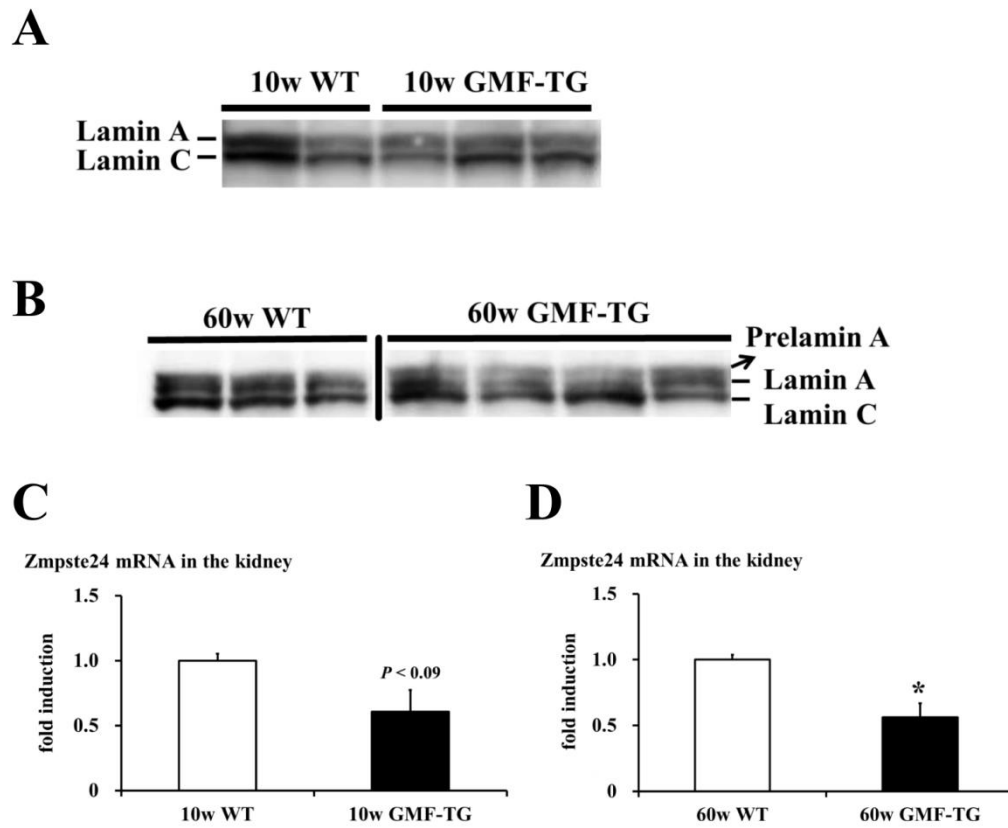 A
10w WT 10w GMF-TG
Lamin A
Lamin C
B
60w WT 60w GMF-TG
Prelamin A
Lamin A
Lamin C
C
Zmpste24 mRNA in the kidney
fold induction
1.5
1.0
0.5
0
P < 0.09
10w WT 10w GMF-TG
D
Zmpste24 mRNA in the kidney
fold induction
1.5
1.0
0.5
0
*
60w WT 60w GMF-TG